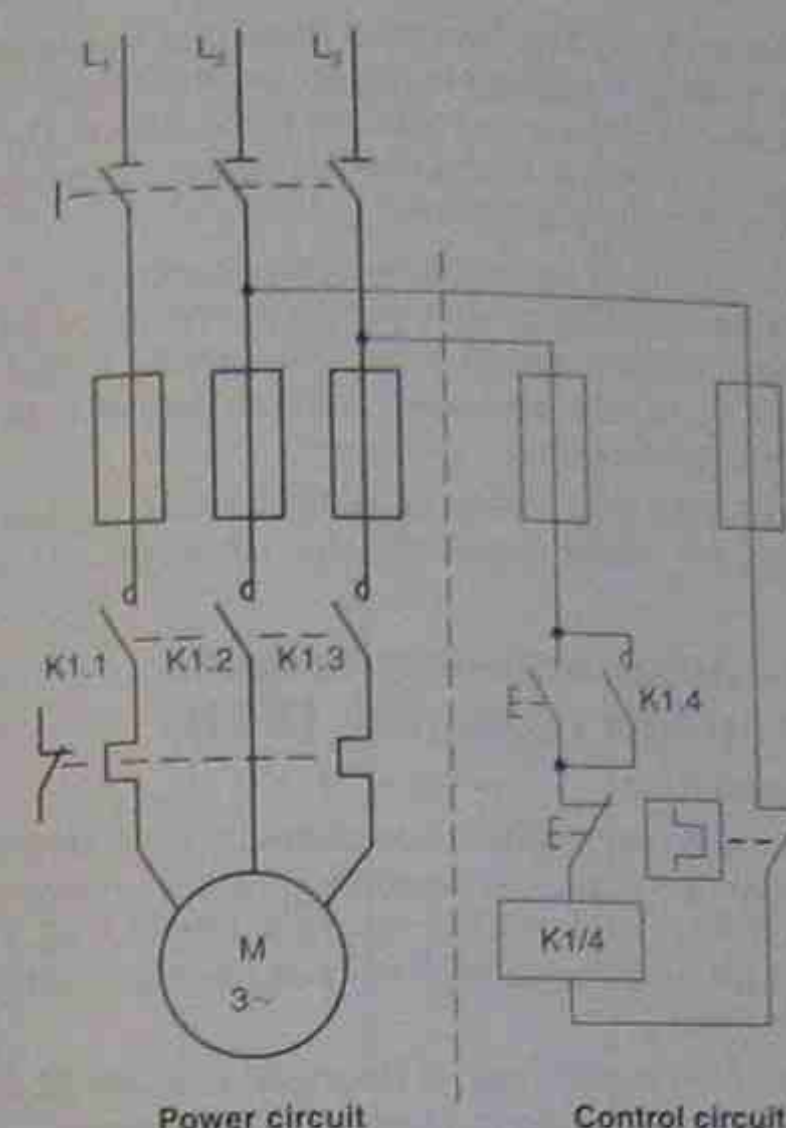 L₁ L₂ L₃
K1.1 K1.2 K1.3
K1.4
K1/4
M
3~
Power circuit Control circuit